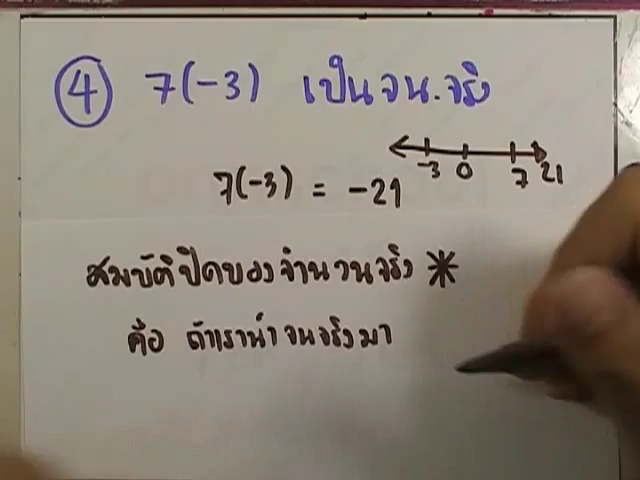 ④ 7(-3) เป็นจน.จริง
-3 0 7 21
7(-3) = -21
สมบัติปิดของจำนวนจริง *
คือ ถ้าเรานำ จนจริงมา